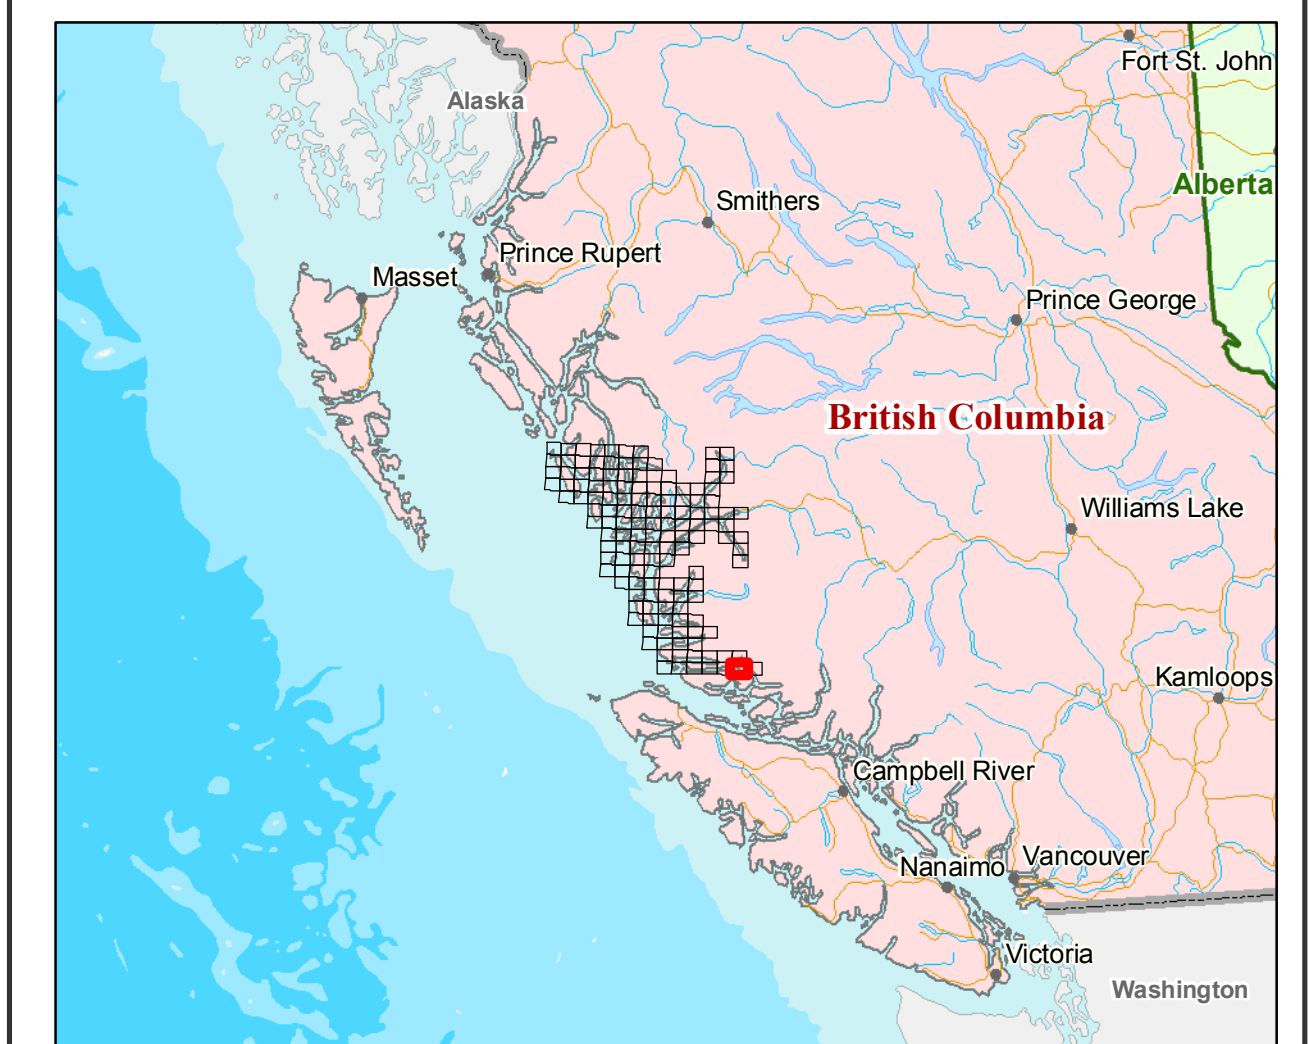 Fort St. John
Alaska
Alberta
Smithers
Prince Rupert
Masset
Prince George
British Columbia
Williams Lake
Kamloops
Campbell River
Vancouver
Nanaimo
Victoria
Washington